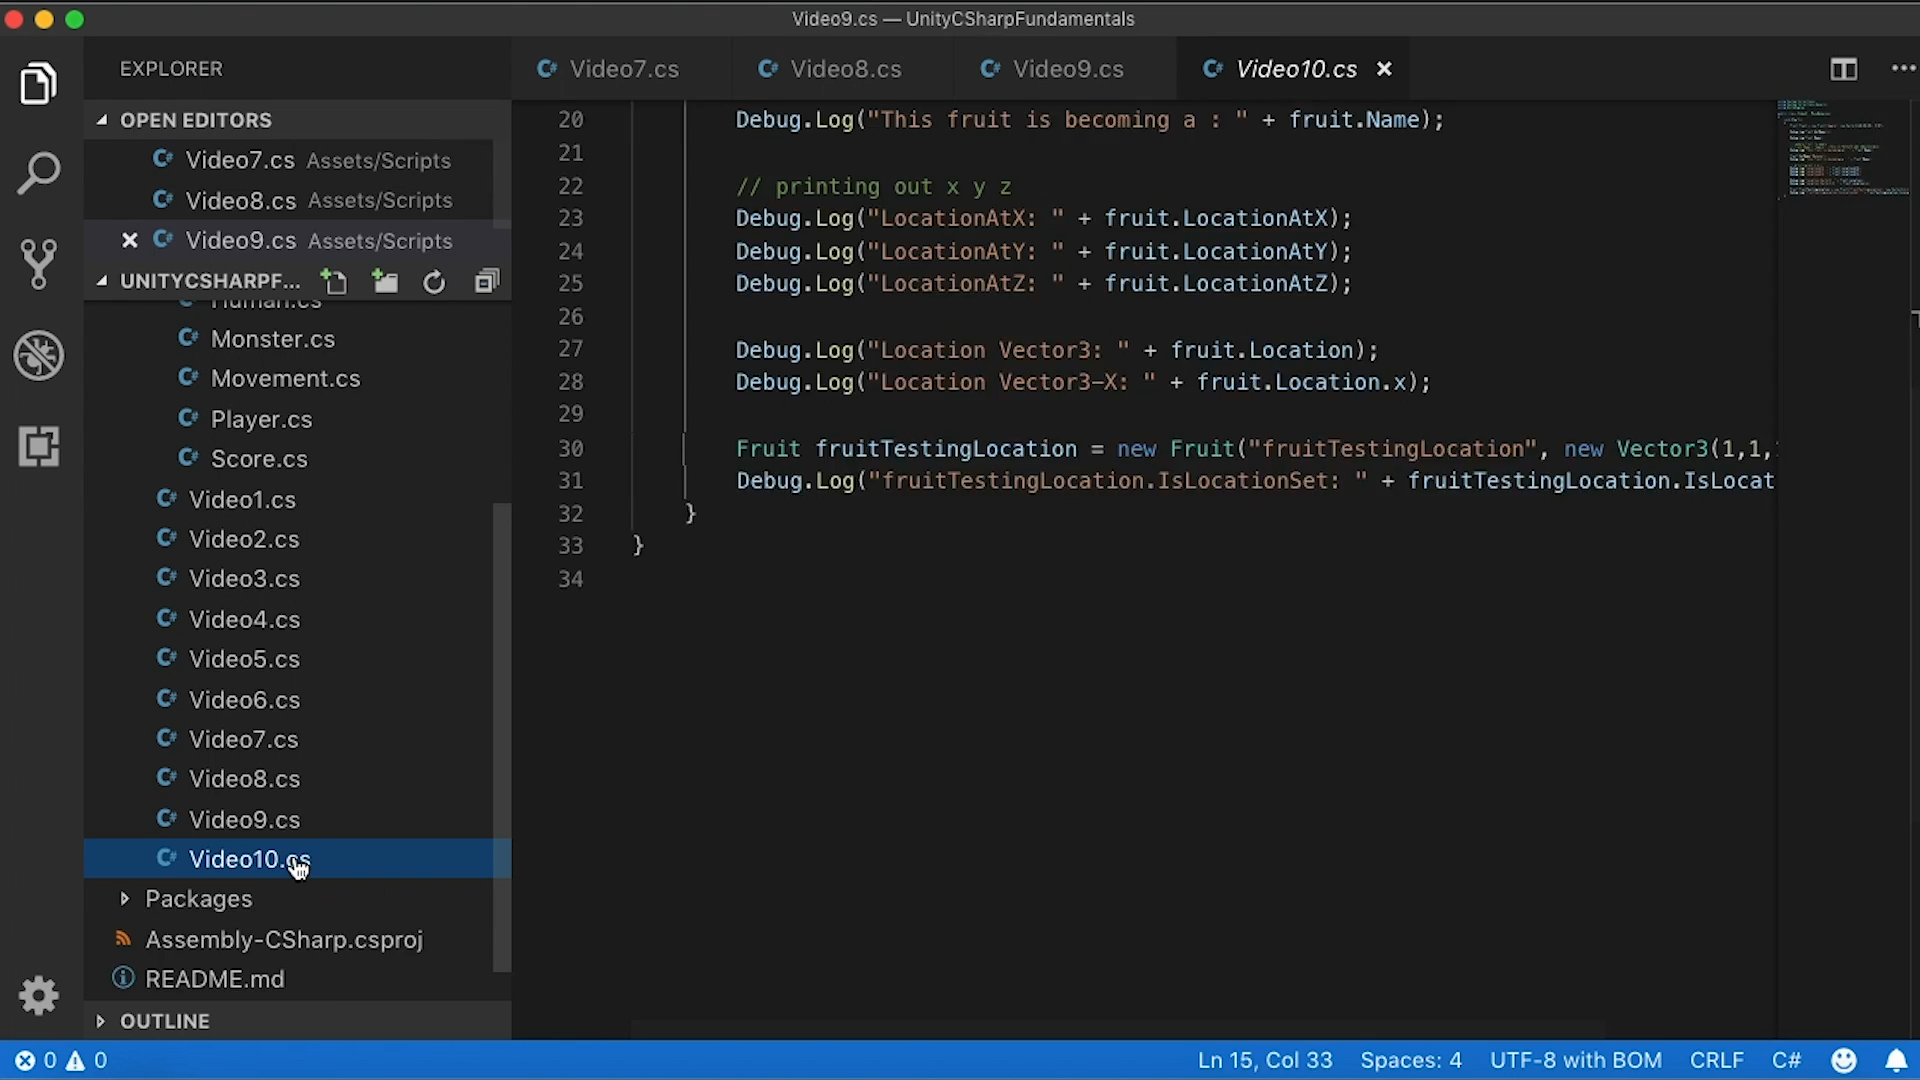 Video9.cs — UnityCSharpFundamentals
EXPLORER
Video7.cs
Video8.cs
Video9.cs
Video10.cs
OPEN EDITORS
Video7.cs Assets/Scripts
Video8.cs Assets/Scripts
Video9.cs Assets/Scripts
UNITYCSHARPF...
Human.cs
Monster.cs
Movement.cs
Player.cs
Score.cs
Video1.cs
Video2.cs
Video3.cs
Video4.cs
Video5.cs
Video6.cs
Video7.cs
Video8.cs
Video9.cs
Video10.cs
Packages
Assembly-CSharp.csproj
README.md
OUTLINE
20 Debug.Log("This fruit is becoming a : " + fruit.Name);
21
22 // printing out x y z
23 Debug.Log("LocationAtX: " + fruit.LocationAtX);
24 Debug.Log("LocationAtY: " + fruit.LocationAtY);
25 Debug.Log("LocationAtZ: " + fruit.LocationAtZ);
26
27 Debug.Log("Location Vector3: " + fruit.Location);
28 Debug.Log("Location Vector3-X: " + fruit.Location.x);
29
30 Fruit fruitTestingLocation = new Fruit("fruitTestingLocation", new Vector3(1,1,
31 Debug.Log("fruitTestingLocation.IsLocationSet: " + fruitTestingLocation.IsLocat
32 }
33 }
34
0 0
Ln 15, Col 33 Spaces: 4 UTF-8 with BOM CRLF C#